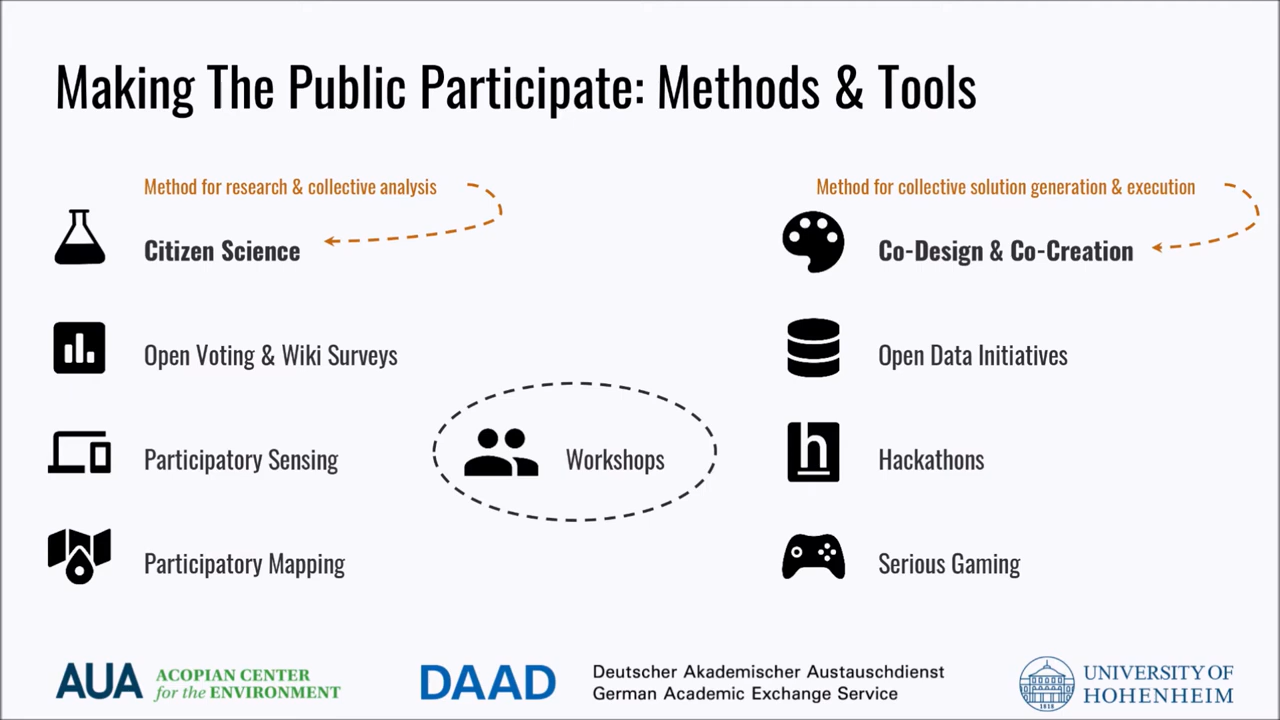 Making The Public Participate: Methods & Tools
Method for research & collective analysis
Citizen Science
Open Voting & Wiki Surveys
Participatory Sensing
Participatory Mapping
Workshops
Method for collective solution generation & execution
Co-Design & Co-Creation
Open Data Initiatives
h
Hackathons
Serious Gaming
AUA
ACOPIAN CENTER
for the ENVIRONMENT
DAAD
Deutscher Akademischer Austauschdienst
German Academic Exchange Service
1818
UNIVERSITY OF
HOHENHEIM